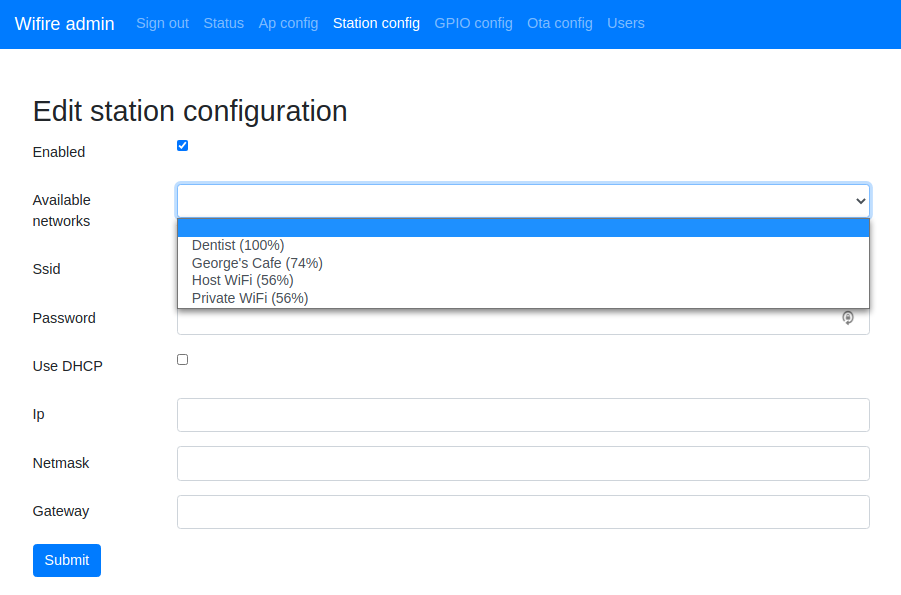 Wifire admin Sign out Status Ap config Station config GPIO config Ota config Users
Edit station configuration
Enabled
Available
networks
Dentist (100%)
George's Cafe (74%)
Host WiFi (56%)
Private WiFi (56%)
Ssid
Password
Use DHCP
Ip
Netmask
Gateway
Submit